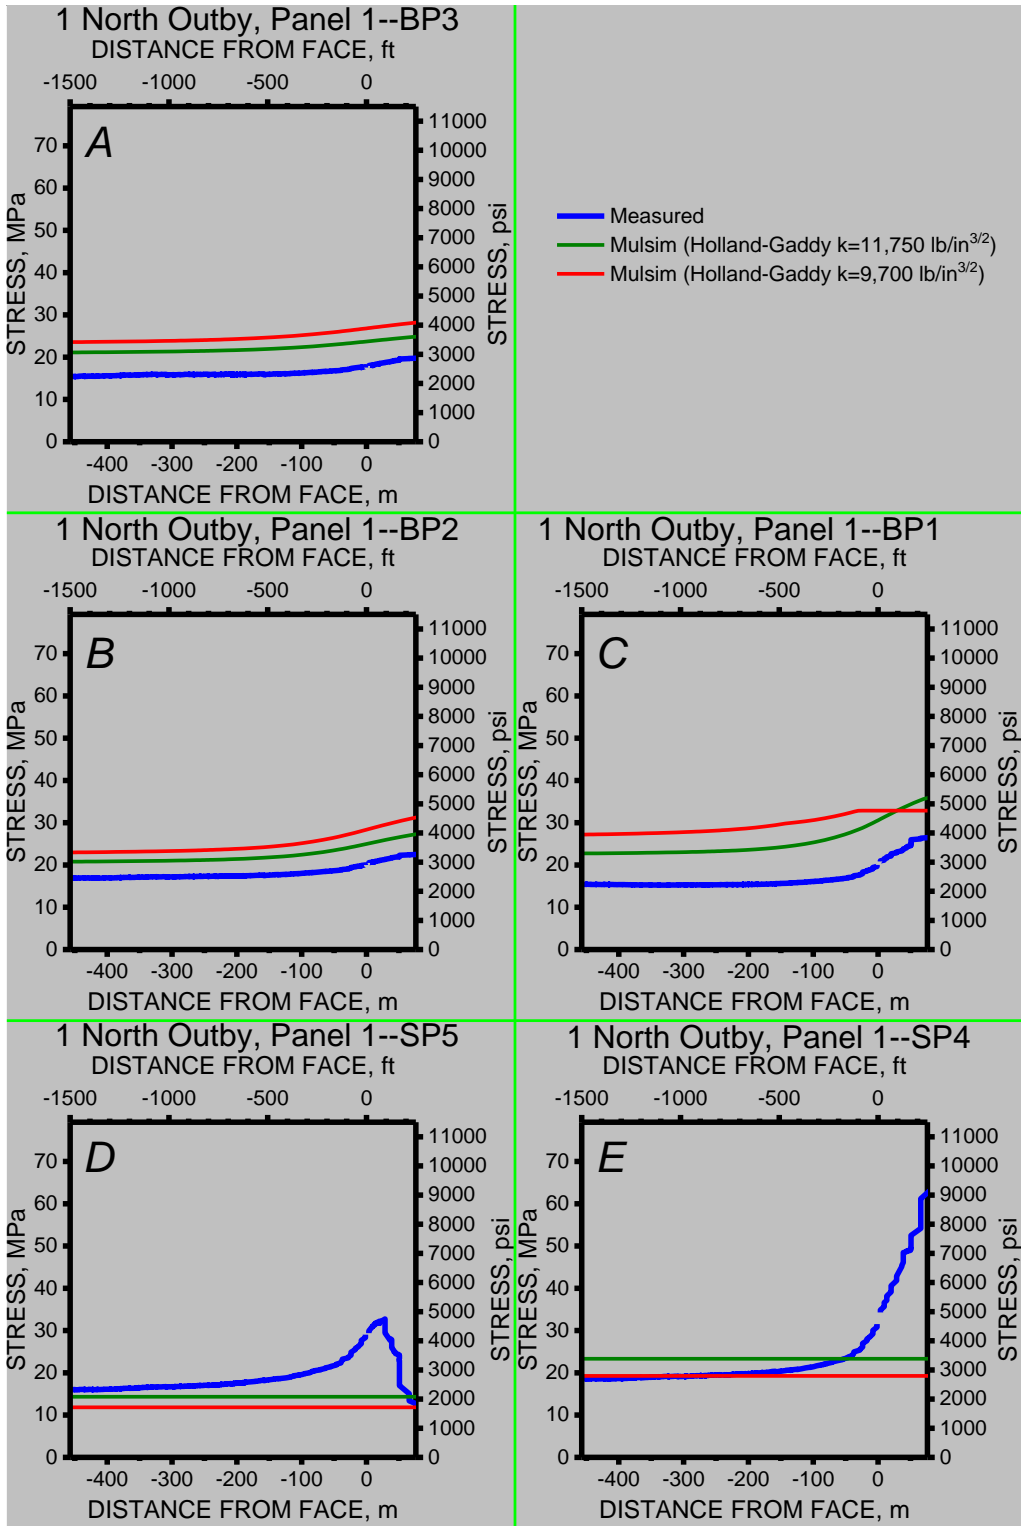 1 North Outby, Panel 1--BP3
DISTANCE FROM FACE, ft
-1500 -1000 -500 0
A
STRESS, MPa
70
60
50
40
30
20
10
0
STRESS, psi
11000
10000
9000
8000
7000
6000
5000
4000
3000
2000
1000
0
-400 -300 -200 -100 0
DISTANCE FROM FACE, m
Measured
Mulsim (Holland-Gaddy k=11,750 lb/in3/2)
Mulsim (Holland-Gaddy k=9,700 lb/in3/2)
1 North Outby, Panel 1--BP2
DISTANCE FROM FACE, ft
-1500 -1000 -500 0
B
STRESS, MPa
70
60
50
40
30
20
10
0
STRESS, psi
11000
10000
9000
8000
7000
6000
5000
4000
3000
2000
1000
0
-400 -300 -200 -100 0
DISTANCE FROM FACE, m
1 North Outby, Panel 1--BP1
DISTANCE FROM FACE, ft
-1500 -1000 -500 0
C
STRESS, MPa
70
60
50
40
30
20
10
0
STRESS, psi
11000
10000
9000
8000
7000
6000
5000
4000
3000
2000
1000
0
-400 -300 -200 -100 0
DISTANCE FROM FACE, m
1 North Outby, Panel 1--SP5
DISTANCE FROM FACE, ft
-1500 -1000 -500 0
D
STRESS, MPa
70
60
50
40
30
20
10
0
STRESS, psi
11000
10000
9000
8000
7000
6000
5000
4000
3000
2000
1000
0
-400 -300 -200 -100 0
DISTANCE FROM FACE, m
1 North Outby, Panel 1--SP4
DISTANCE FROM FACE, ft
-1500 -1000 -500 0
E
STRESS, MPa
70
60
50
40
30
20
10
0
STRESS, psi
11000
10000
9000
8000
7000
6000
5000
4000
3000
2000
1000
0
-400 -300 -200 -100 0
DISTANCE FROM FACE, m